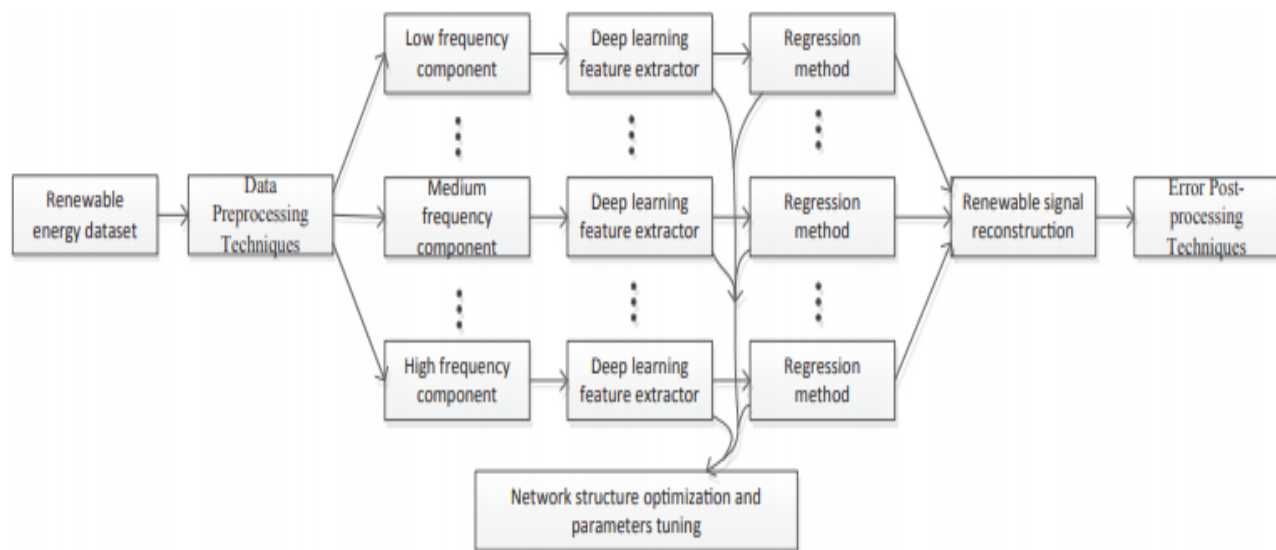 Low frequency
component
Deep learning
feature extractor
Regression
method
Renewable
energy dataset
Data
Preprocessing
Techniques
Medium
frequency
component
Deep learning
feature extractor
Regression
method
Renewable signal
reconstruction
Error Post-
processing
Techniques
High frequency
component
Deep learning
feature extractor
Regression
method
Network structure optimization and
parameters tuning